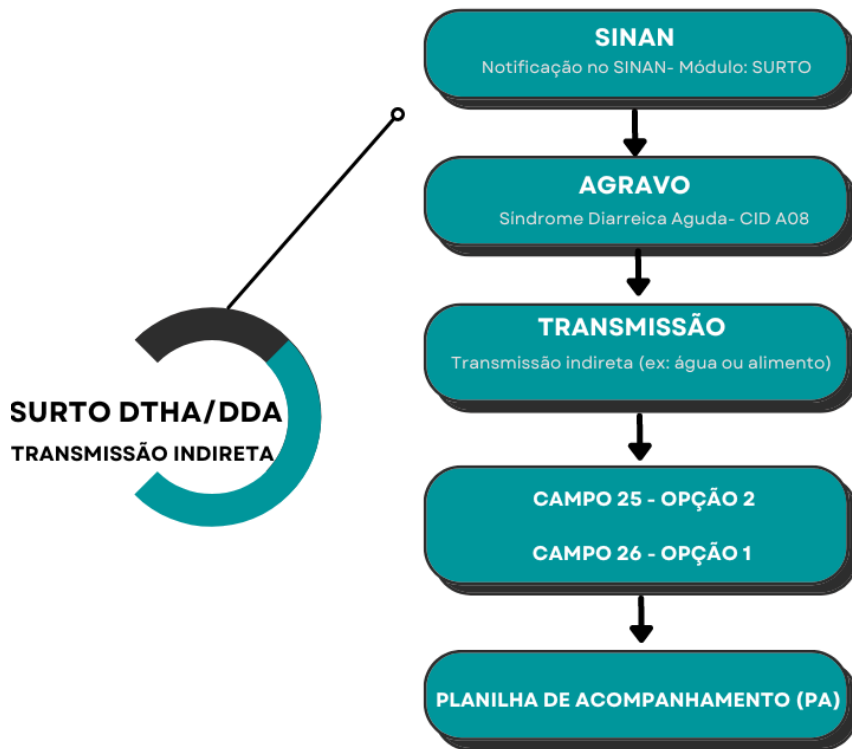 SINAN
Notificação no SINAN- Módulo: SURTO
AGRAVO
Síndrome Diarreica Aguda- CID A08
TRANSMISSÃO
Transmissão indireta (ex: água ou alimento)
SURTO DTHA/DDA
TRANSMISSÃO INDIRETA
CAMPO 25 - OPÇÃO 2
CAMPO 26 - OPÇÃO 1
PLANILHA DE ACOMPANHAMENTO (PA)